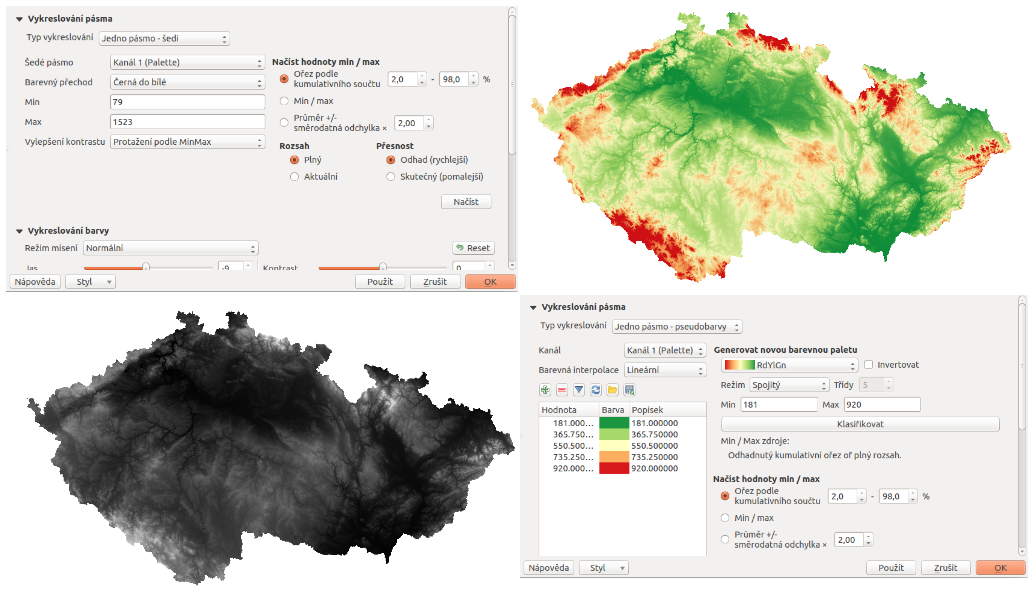 Vykreslování pásma
Typ vykreslování Jedno pásmo - šedi
Šedé pásmo Kanál 1 (Palette)
Barevný přechod Černá do bílé
Min 79
Max 1523
Vylepšení kontrastu Protažení podle MinMax
Načíst hodnoty min / max
Ořez podle
kumulativního součtu 2,0 - 98,0 %
Min / max
Průměr +/-
směrodatná odchylka × 2,00
Rozsah Přesnost
Plný Odhad (rychlejší)
Aktuální Skutečný (pomalejší)
Načíst
Vykreslování barvy
Režim mísení Normální Reset
Jas -9 Kontrast 0
Nápověda Styl Použít Zrušit OK
Vykreslování pásma
Typ vykreslování Jedno pásmo - pseudobarvy
Kanál Kanál 1 (Palette)
Barevná interpolace Lineární
Hodnota Barva Popisek
181.000... 181.000000
365.750... 365.750000
550.500... 550.500000
735.250... 735.250000
920.000... 920.000000
Generovat novou barevnou paletu
RdYlGn Invertovat
Režim Spojitý Třídy 5
Min 181 Max 920
Klasifikovat
Min / Max zdroje:
Odhadnutý kumulativní ořez of plný rozsah.
Načíst hodnoty min / max
Ořez podle
kumulativního součtu 2,0 - 98,0 %
Min / max
Průměr +/-
směrodatná odchylka × 2,00
Nápověda Styl Použít Zrušit OK